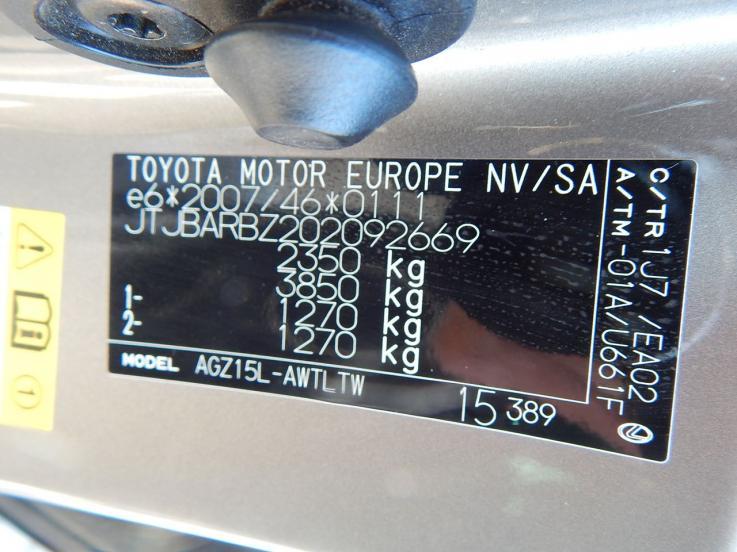 TOYOTA MOTOR EUROPE NV/SA
e6*2007/46*0111
JTJBARBZ202092669
2350 kg
3850 kg
1- 1270 kg
2- 1270 kg
MODEL AGZ15L-AWTLTW
15 389
C/TR 1J7 /EA02
A/TM -01A/U661F
1